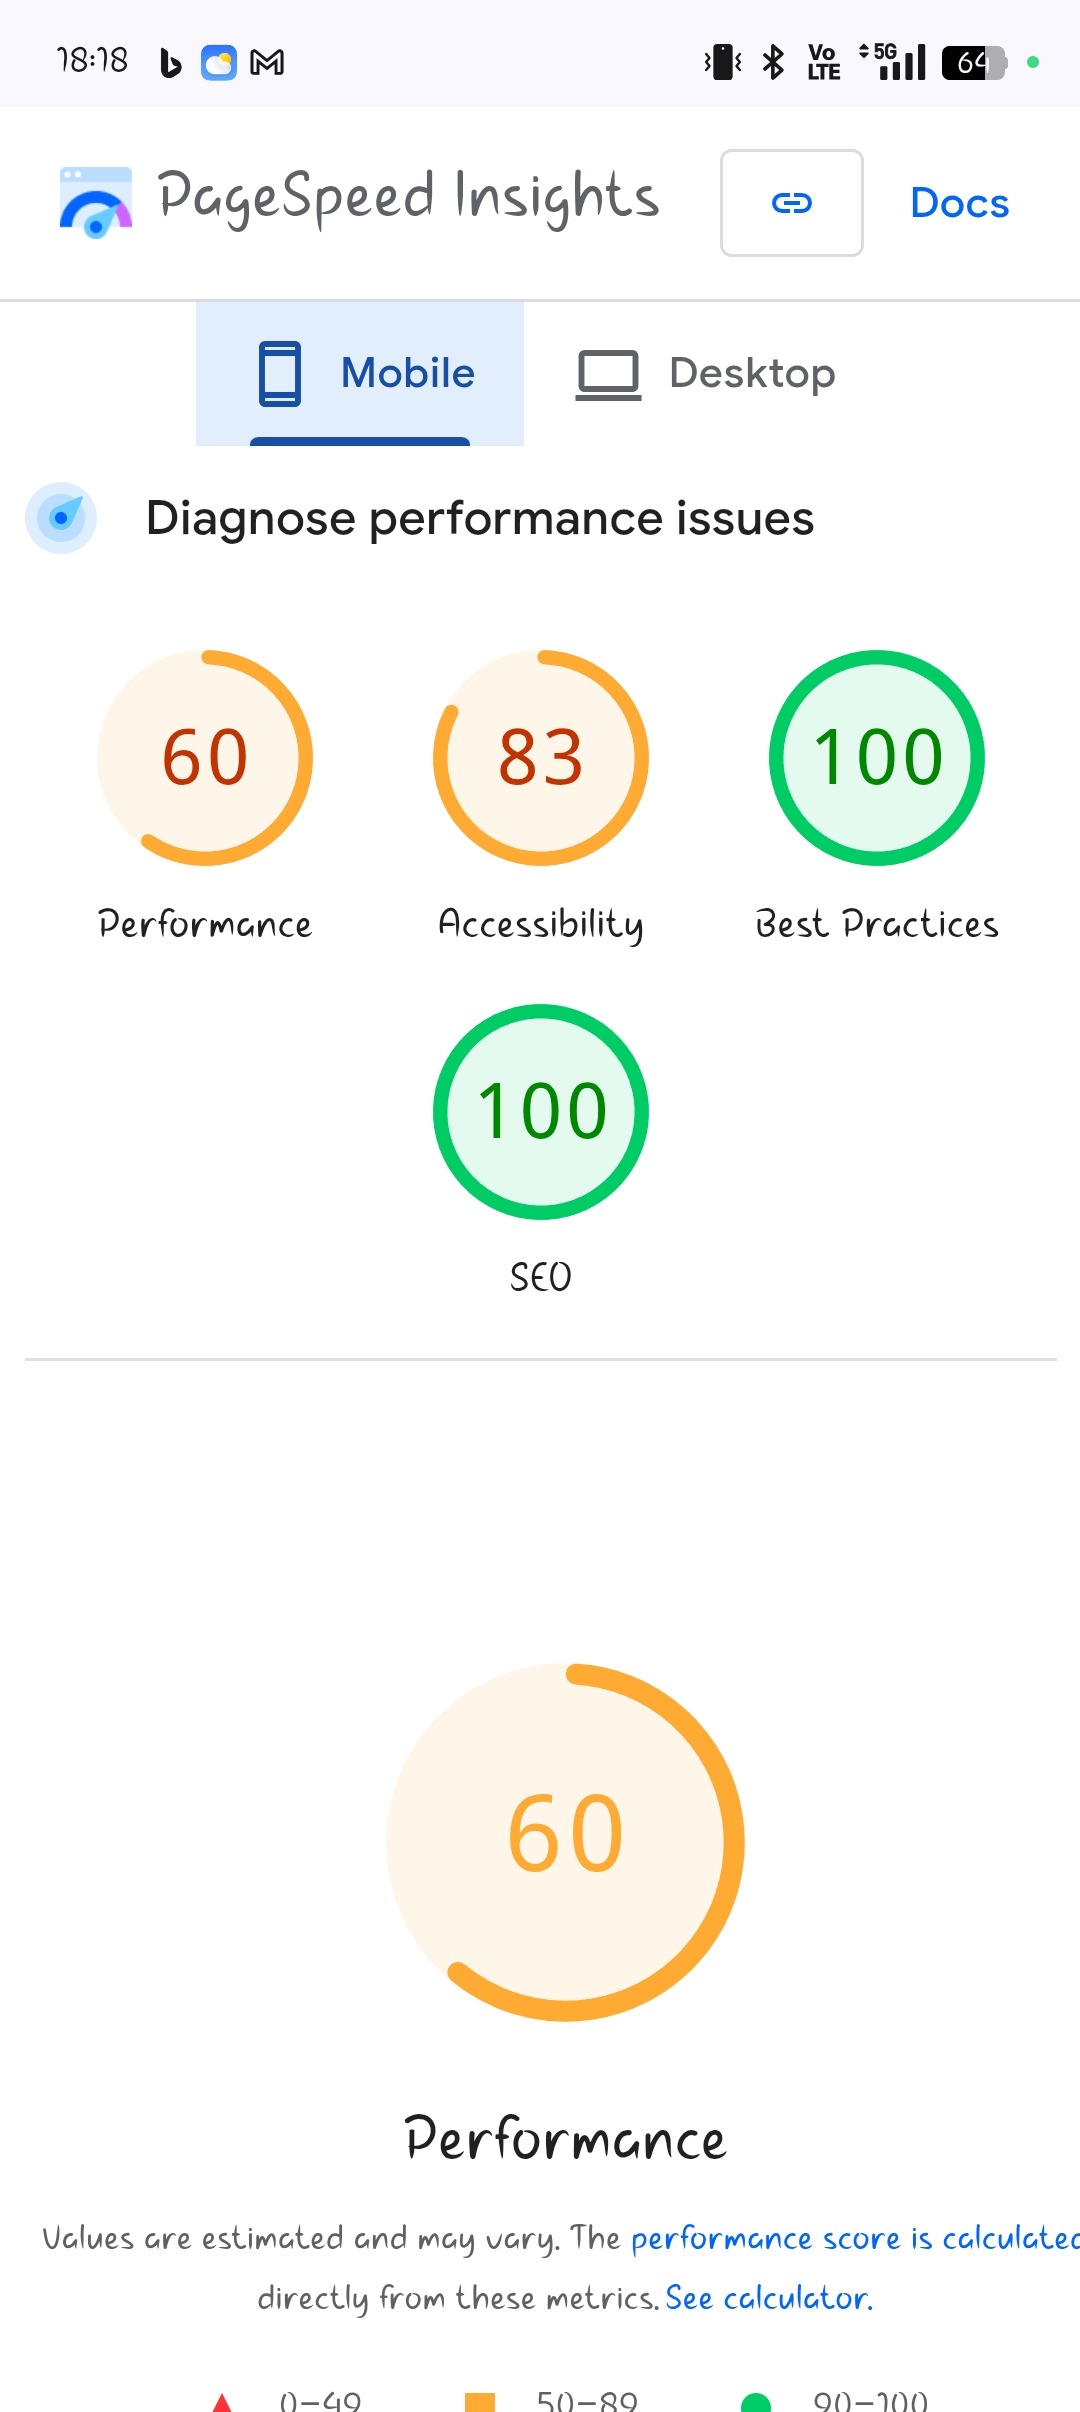 18:18 Vo LTE 5G 64
PageSpeed Insights Docs
Mobile Desktop
Diagnose performance issues
60 83 100
Performance Accessibility Best Practices
100
SEO
60
Performance
Values are estimated and may vary. The performance score is calculated
directly from these metrics. See calculator.
0–49 50–89 90–100